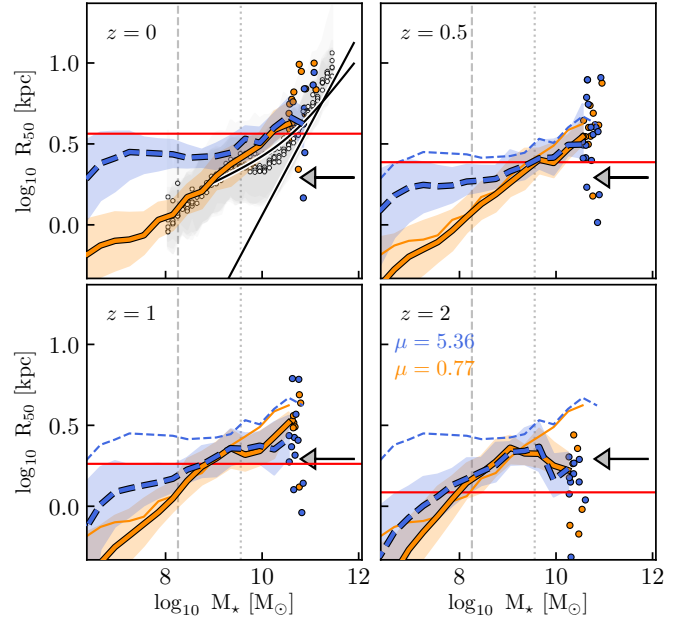 z = 0
z = 0.5
1.0
0.5
0.0
log₁₀ R₅₀ [kpc]
z = 1
z = 2
μ = 5.36
μ = 0.77
1.0
0.5
0.0
log₁₀ R₅₀ [kpc]
8 10 12
8 10 12
log₁₀ M⋆ [M⊙]
log₁₀ M⋆ [M⊙]